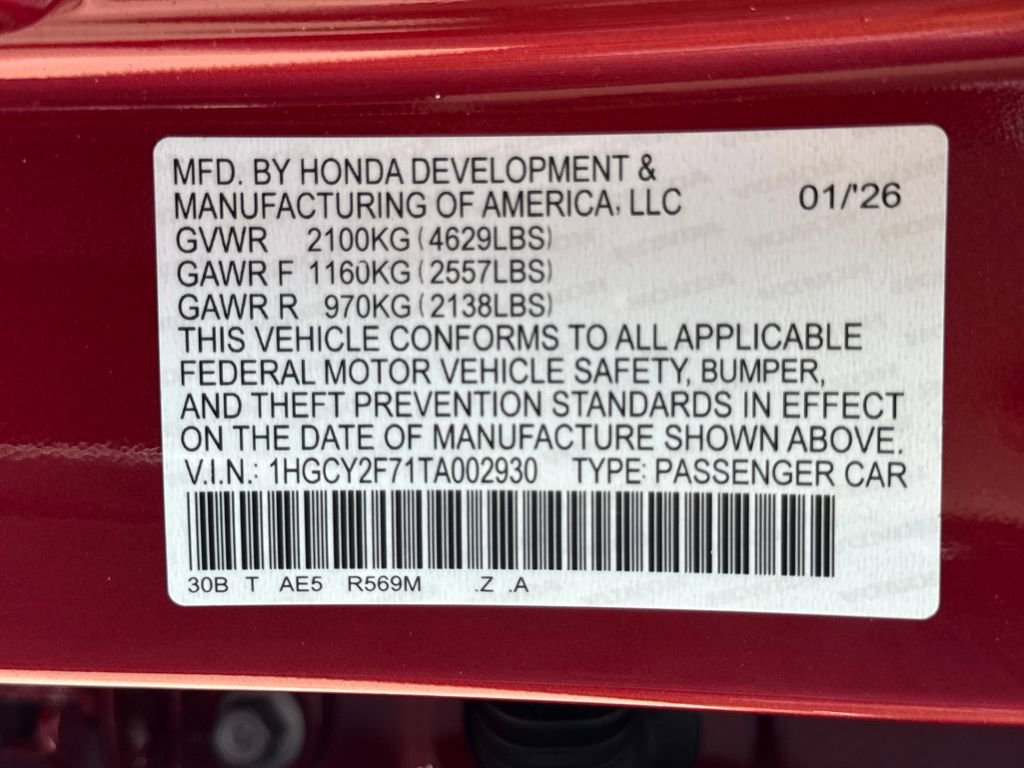 MFD. BY HONDA DEVELOPMENT &
MANUFACTURING OF AMERICA, LLC 01/'26
GVWR 2100KG (4629LBS)
GAWR F 1160KG (2557LBS)
GAWR R 970KG (2138LBS)
THIS VEHICLE CONFORMS TO ALL APPLICABLE
FEDERAL MOTOR VEHICLE SAFETY, BUMPER,
AND THEFT PREVENTION STANDARDS IN EFFECT
ON THE DATE OF MANUFACTURE SHOWN ABOVE.
V.I.N.: 1HGCY2F71TA002930 TYPE: PASSENGER CAR
30B T AE5 R569M .Z .A